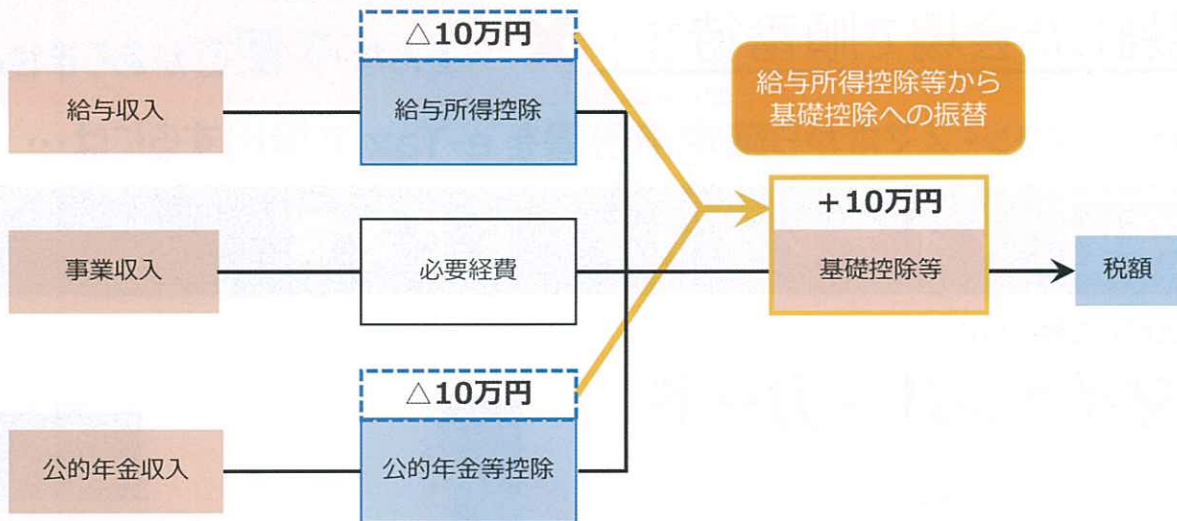 △10万円
給与収入
給与所得控除
給与所得控除等から
基礎控除への振替
+10万円
事業収入
必要経費
基礎控除等
税額
△10万円
公的年金収入
公的年金等控除